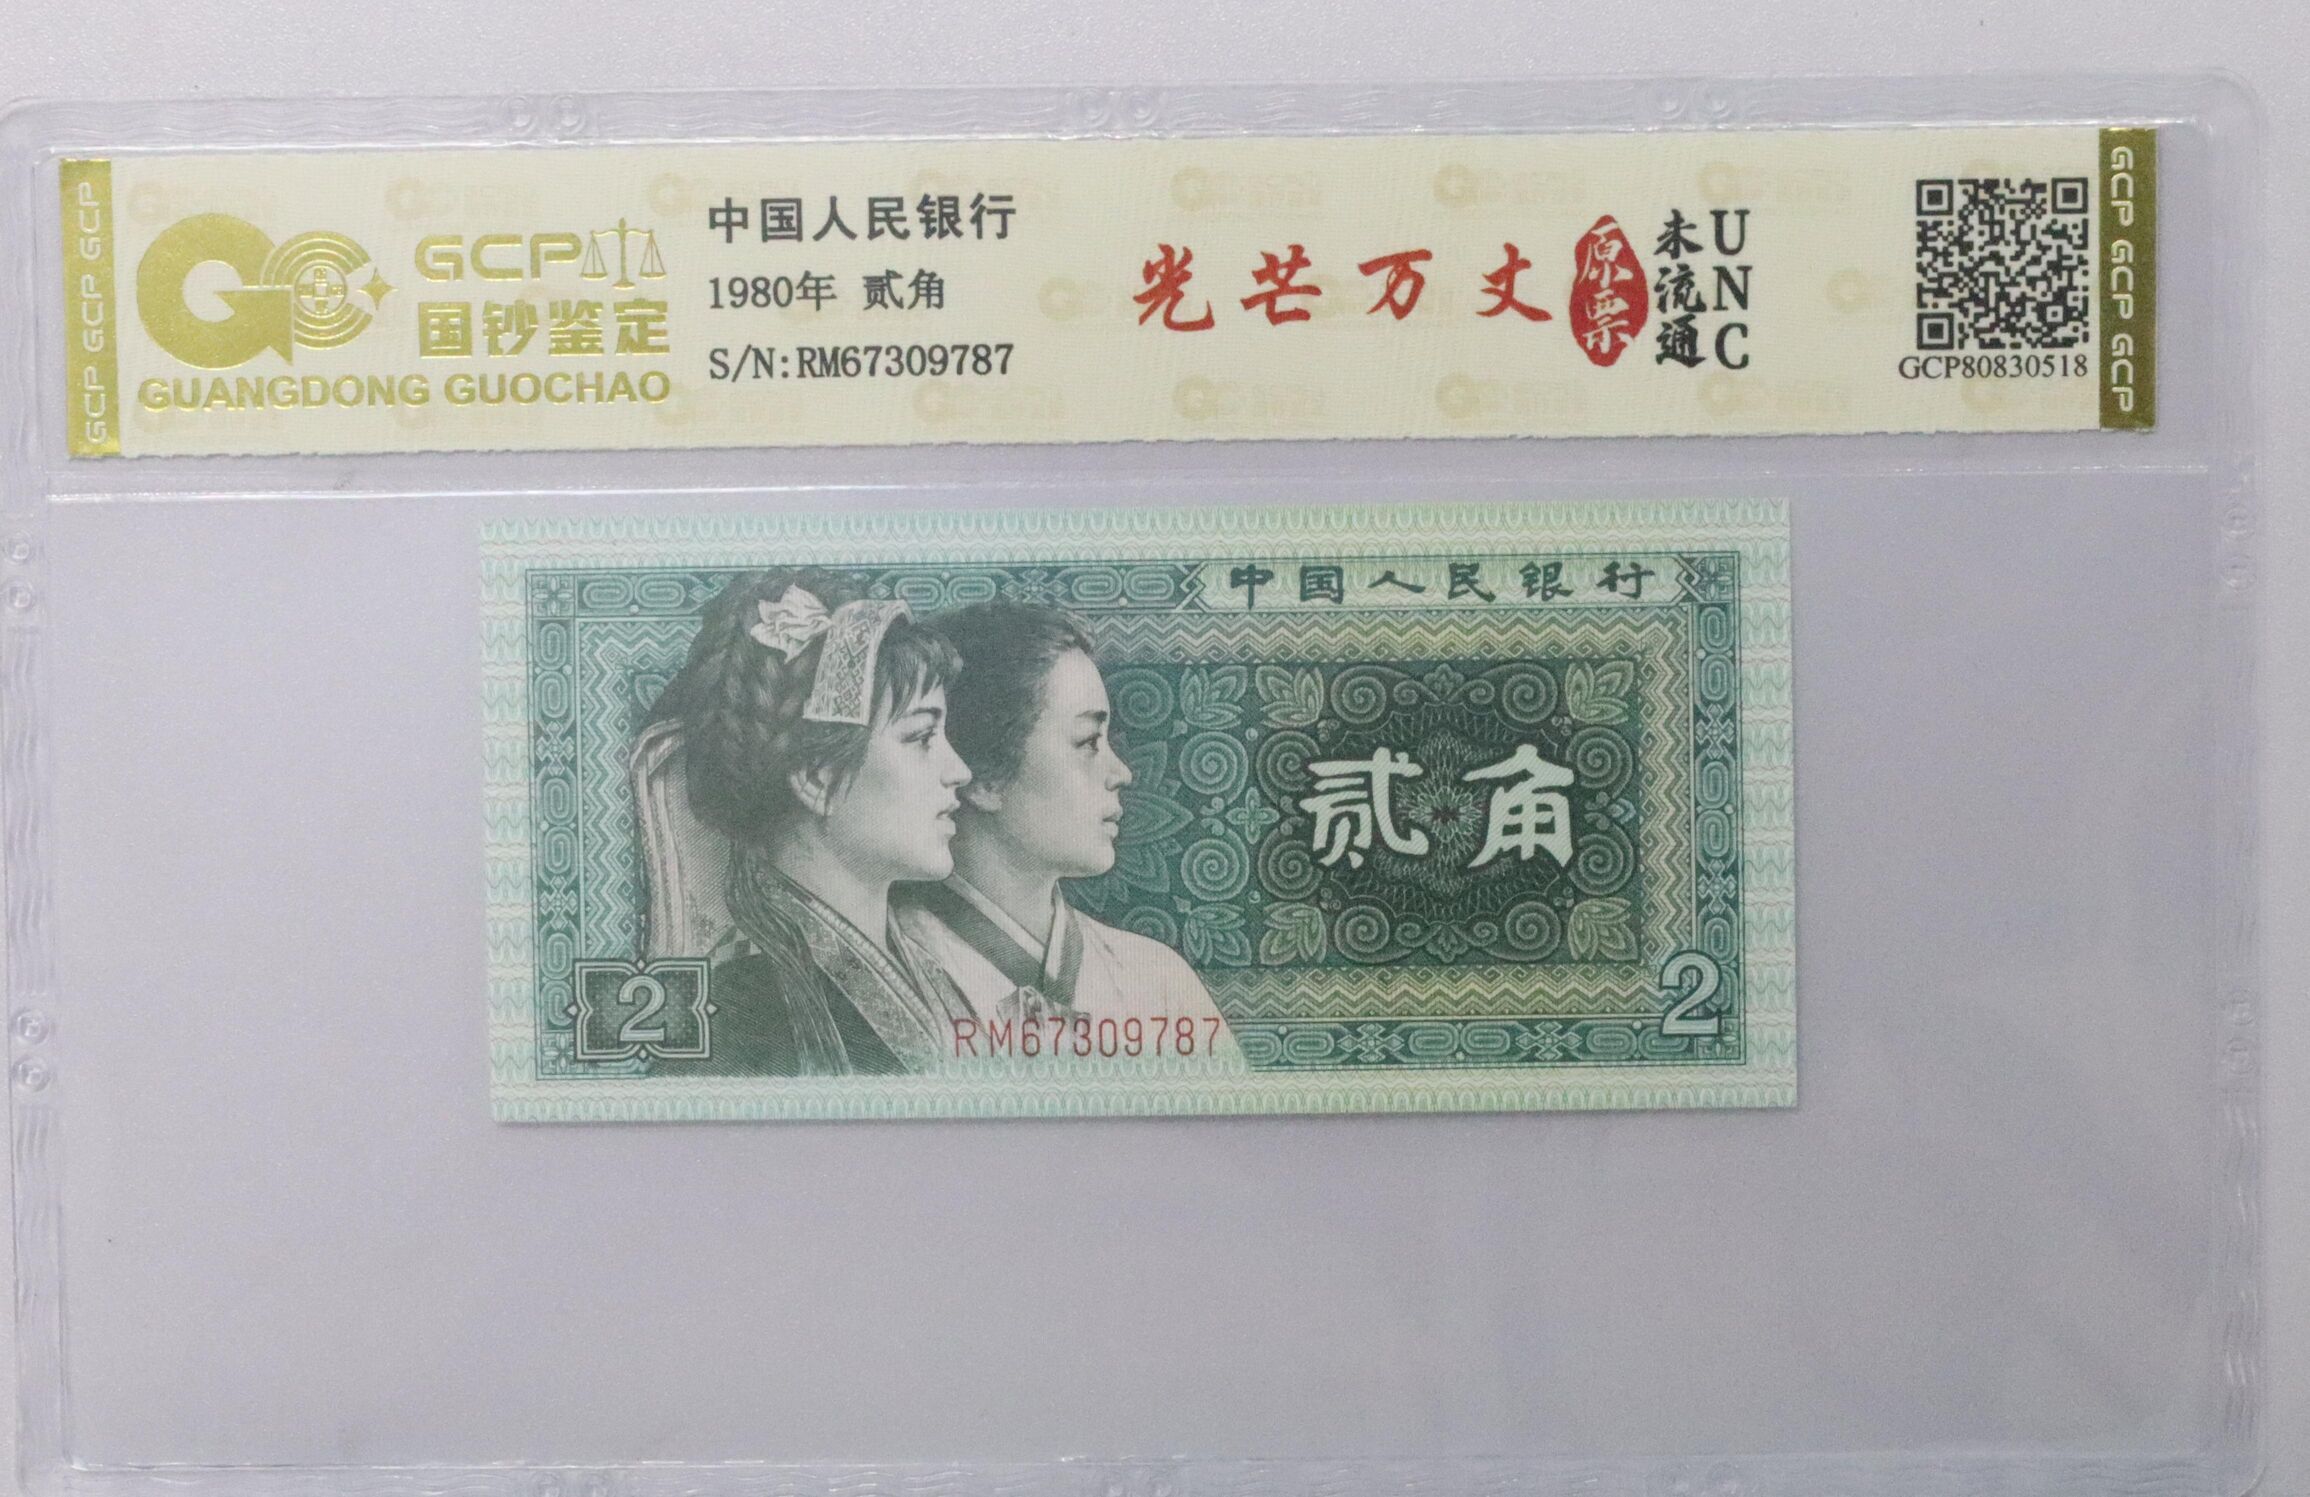 GCP GCP GCP
GCP
国钞鉴定
GUANGDONG GUOCHAO
中国人民银行
1980年 贰角
S/N:RM67309787
光芒万丈
原票
未流通
UNC
GCP80830518
GCP GCP GCP
中国人民银行
贰角
2
2
RM67309787